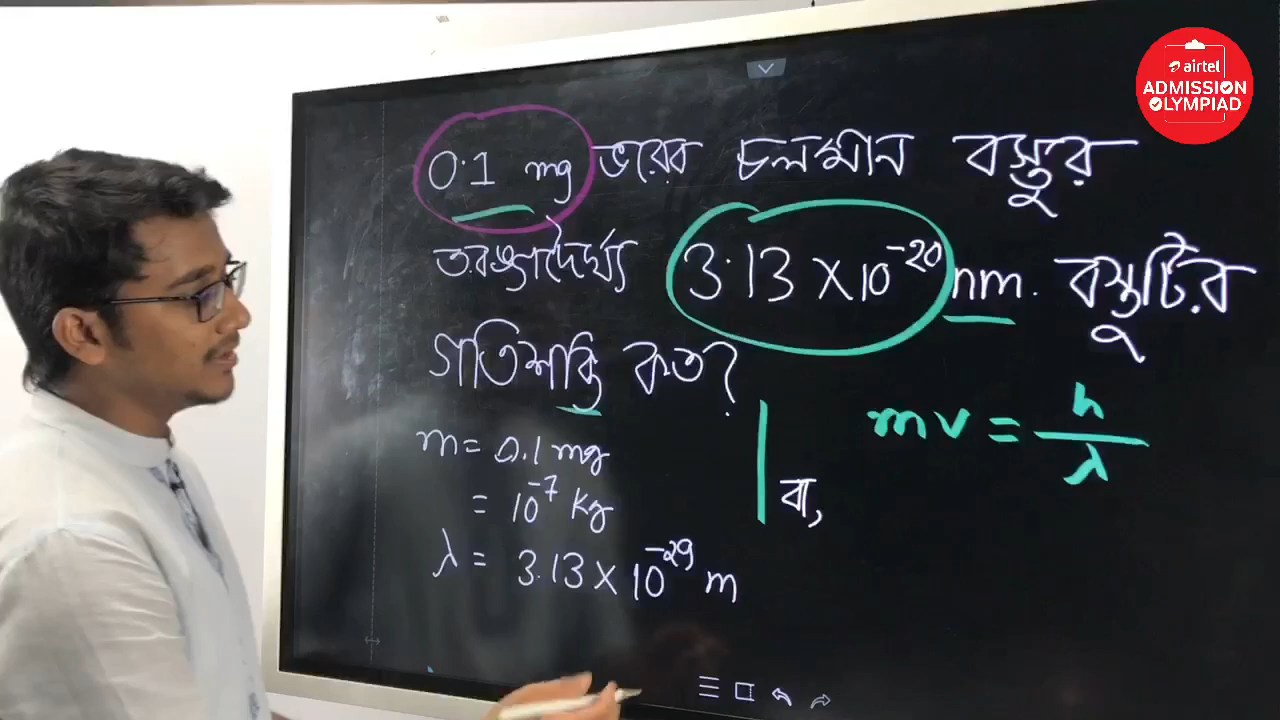 airtel
ADMISSION
OLYMPIAD
0.1 mg ভরের চলমান বস্তুর
তরঙ্গদৈর্ঘ্য 3.13 × 10⁻²⁰ nm. বস্তুটির
গতিশক্তি কত?
m = 0.1 mg
= 10⁻⁷ Kg
λ = 3.13 × 10⁻²⁹ m
mv = h/λ
বা,